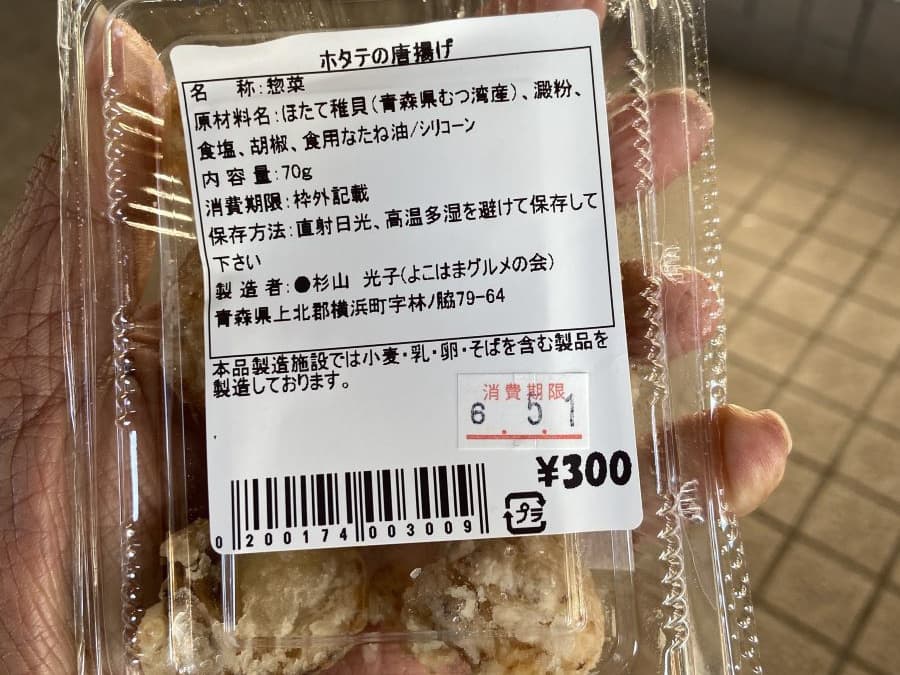 ホタテの唐揚げ
名　称:惣菜
原材料名:ほたて稚貝(青森県むつ湾産)、澱粉、
食塩、胡椒、食用なたね油/シリコーン
内容量:70g
消費期限:枠外記載
保存方法:直射日光、高温多湿を避けて保存して
下さい
製造者:●杉山　光子(よこはまグルメの会)
青森県上北郡横浜町字林ノ脇79-64
本品製造施設では小麦・乳・卵・そばを含む製品を
製造しております。
消費期限
6.5.1
¥300
プラ
0 200174 003009